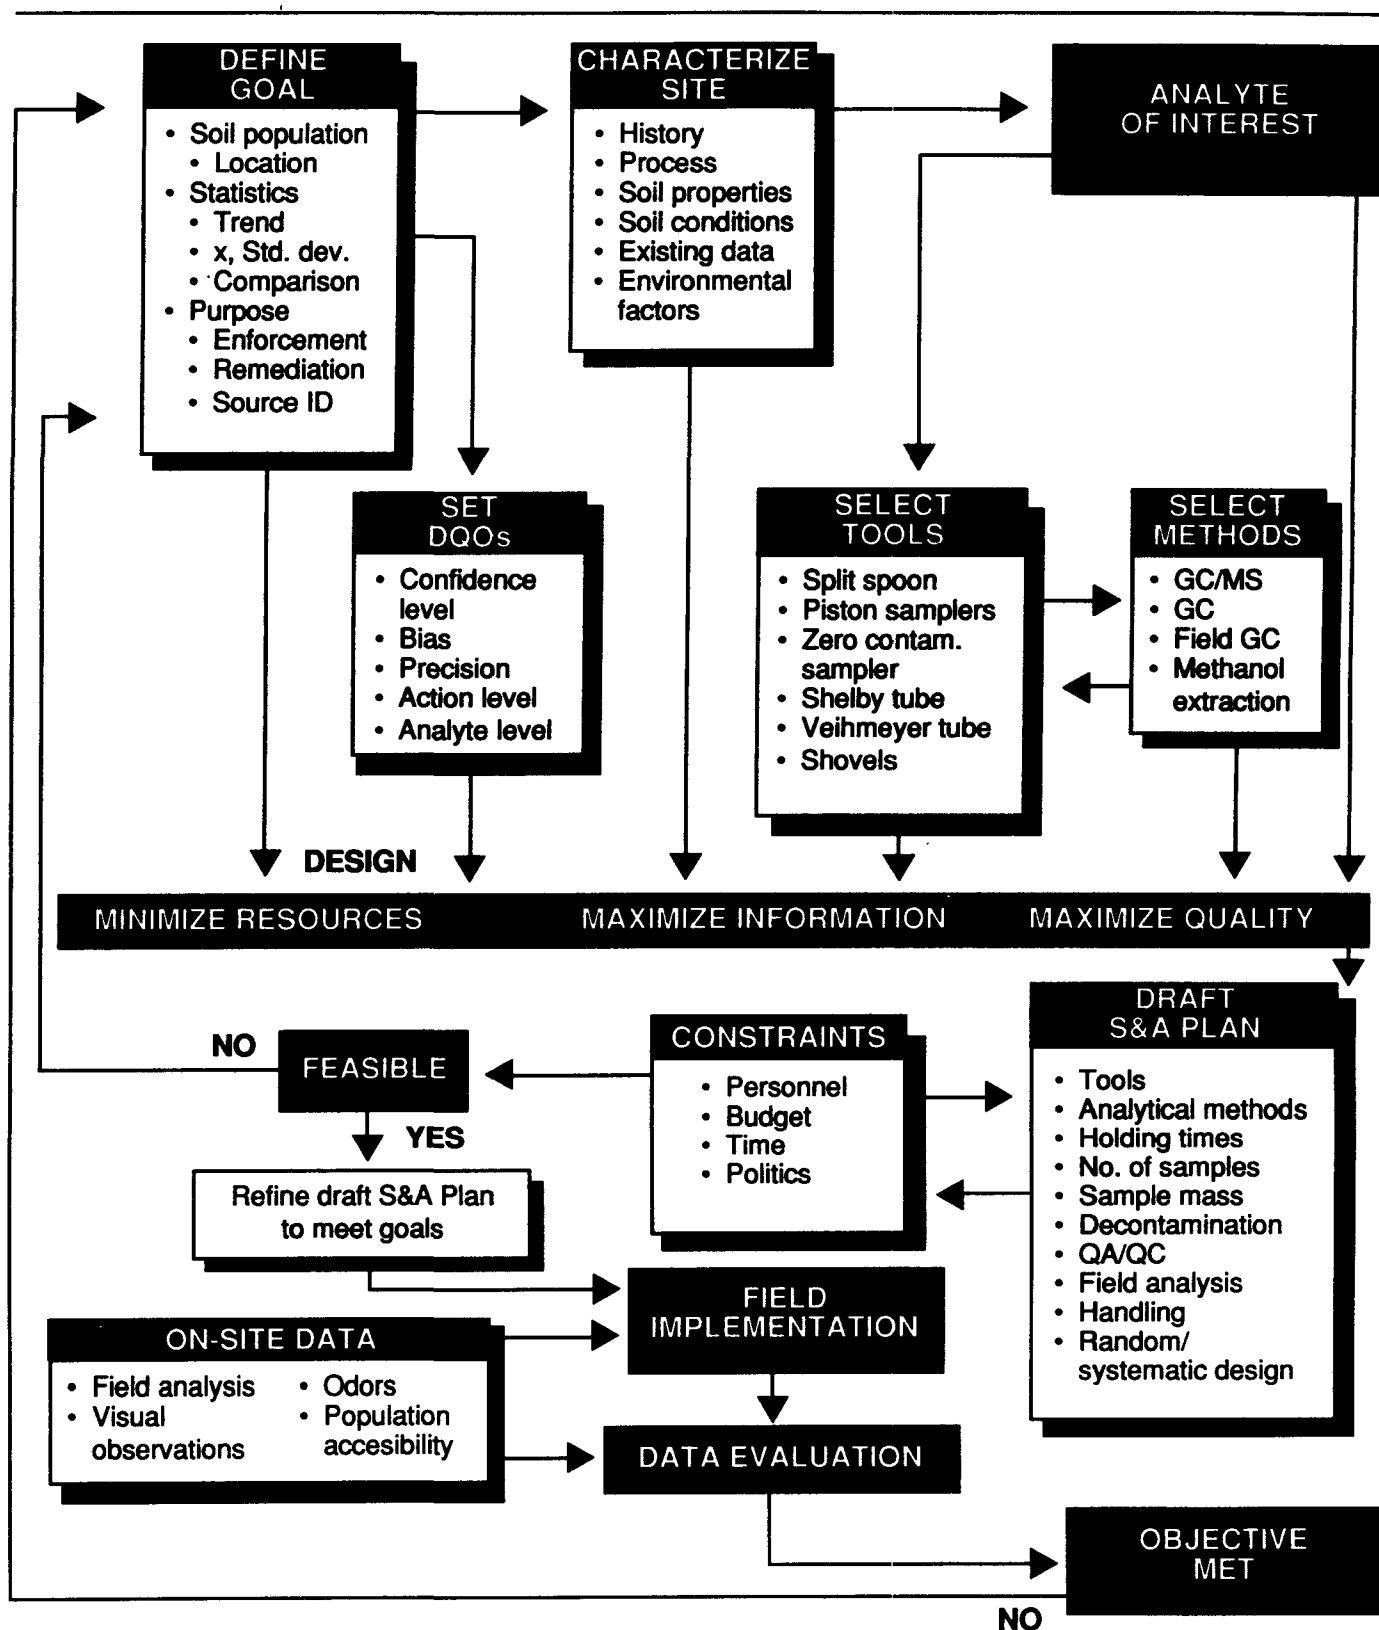 DEFINE
GOAL
• Soil population
• Location
• Statistics
• Trend
• x, Std. dev.
• Comparison
• Purpose
• Enforcement
• Remediation
• Source ID
CHARACTERIZE
SITE
• History
• Process
• Soil properties
• Soil conditions
• Existing data
• Environmental
factors
ANALYTE
OF INTEREST
SET
DQOs
• Confidence
level
• Bias
• Precision
• Action level
• Analyte level
SELECT
TOOLS
• Split spoon
• Piston samplers
• Zero contam.
sampler
• Shelby tube
• Veihmeyer tube
• Shovels
SELECT
METHODS
• GC/MS
• GC
• Field GC
• Methanol
extraction
DESIGN
MINIMIZE RESOURCES MAXIMIZE INFORMATION MAXIMIZE QUALITY
NO
FEASIBLE
YES
CONSTRAINTS
• Personnel
• Budget
• Time
• Politics
DRAFT
S&A PLAN
• Tools
• Analytical methods
• Holding times
• No. of samples
• Sample mass
• Decontamination
• QA/QC
• Field analysis
• Handling
• Random/
systematic design
Refine draft S&A Plan
to meet goals
FIELD
IMPLEMENTATION
ON-SITE DATA
• Field analysis
• Visual
observations
• Odors
• Population
accesibility
DATA EVALUATION
OBJECTIVE
MET
NO